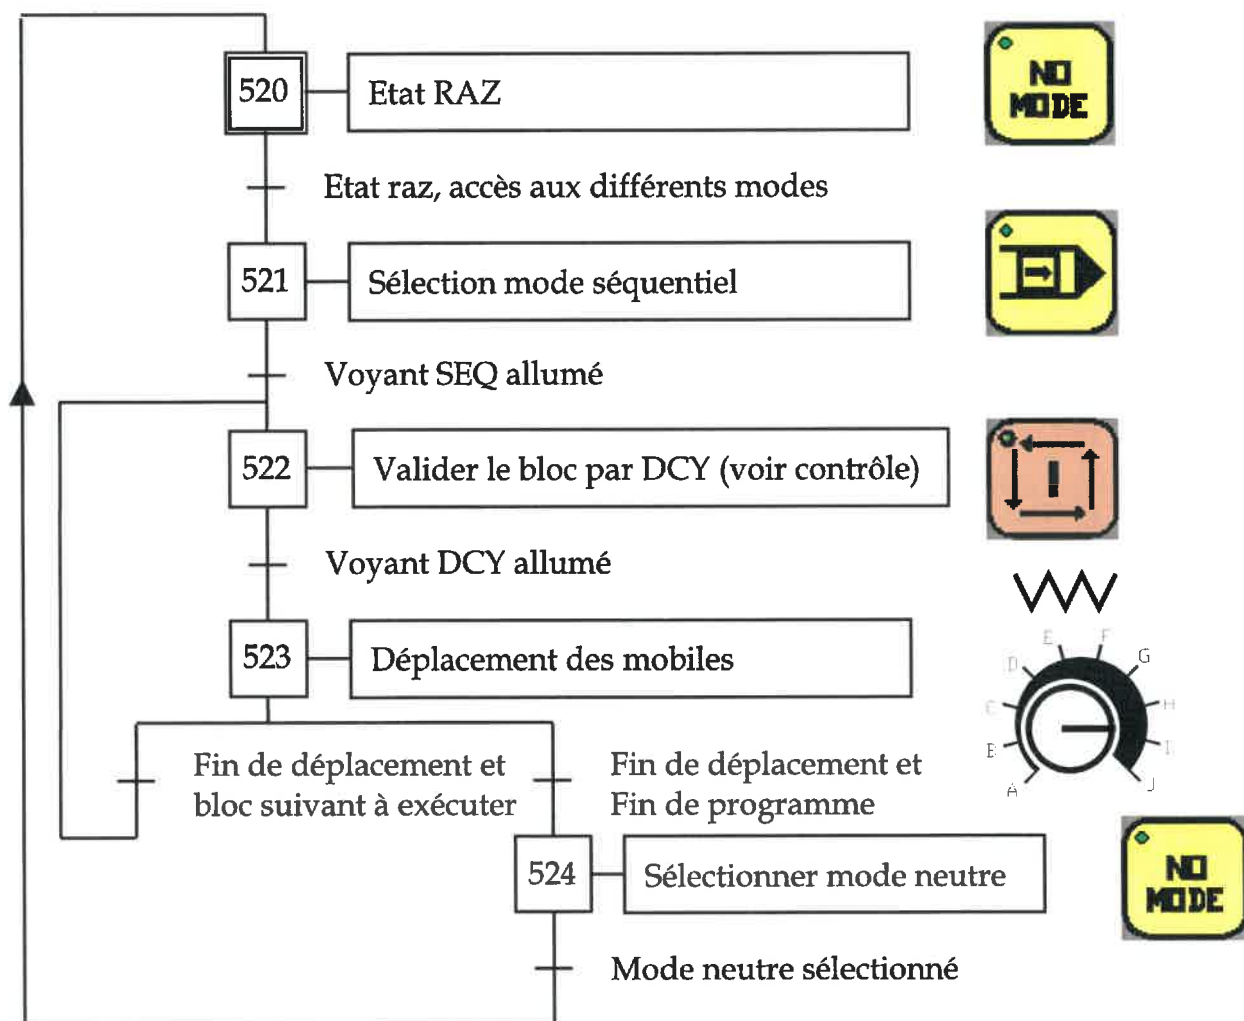 520
Etat RAZ
NO
MODE
Etat raz, accès aux différents modes
521
Sélection mode séquentiel
Voyant SEQ allumé
522
Valider le bloc par DCY (voir contrôle)
!
Voyant DCY allumé
523
Déplacement des mobiles
A
B
C
D
E
F
G
H
I
J
Fin de déplacement et
bloc suivant à exécuter
Fin de déplacement et
Fin de programme
524
Sélectionner mode neutre
NO
MODE
Mode neutre sélectionné